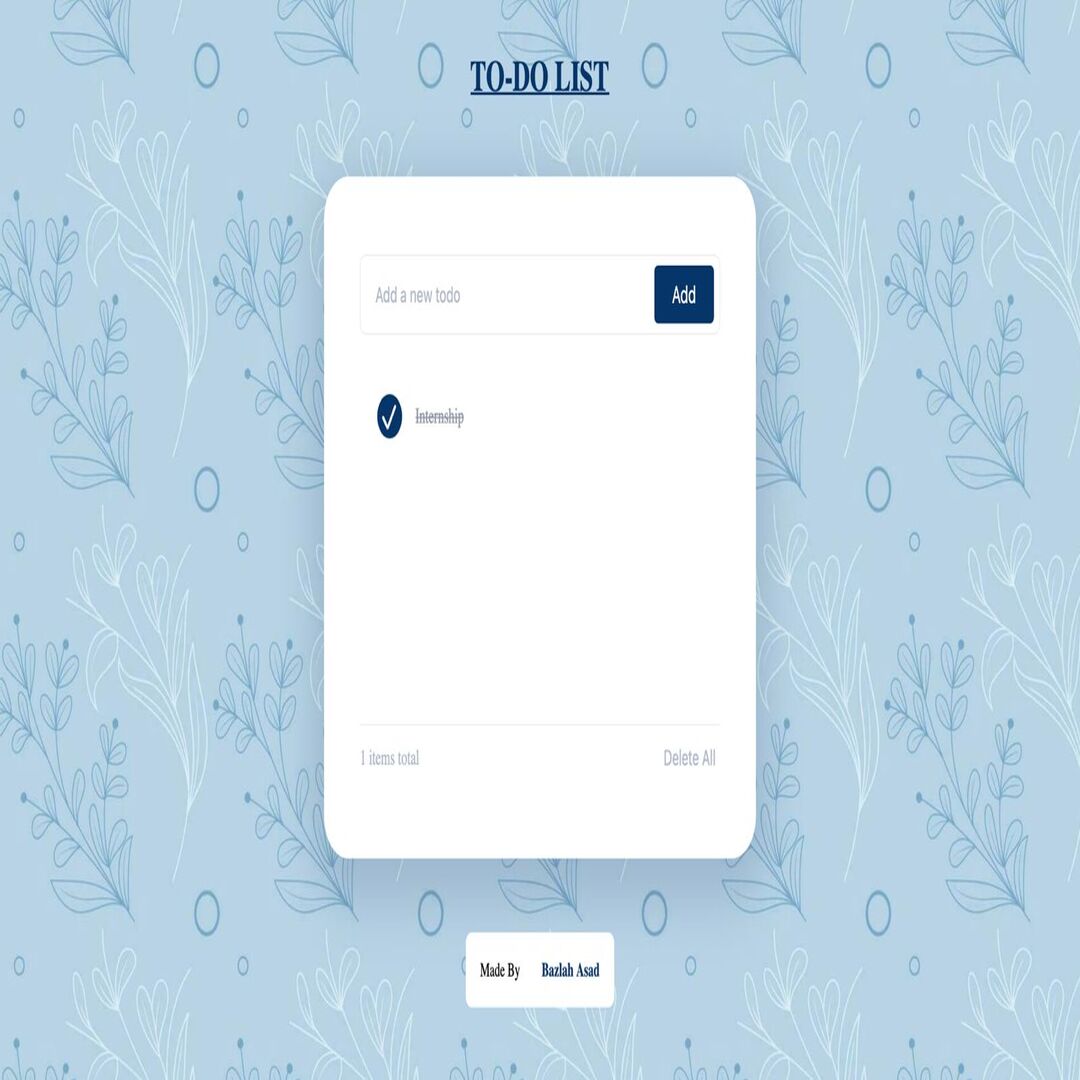 TO-DO LIST
Add a new todo
Add
Internship
1 items total
Delete All
Made By
Bazlah Asad